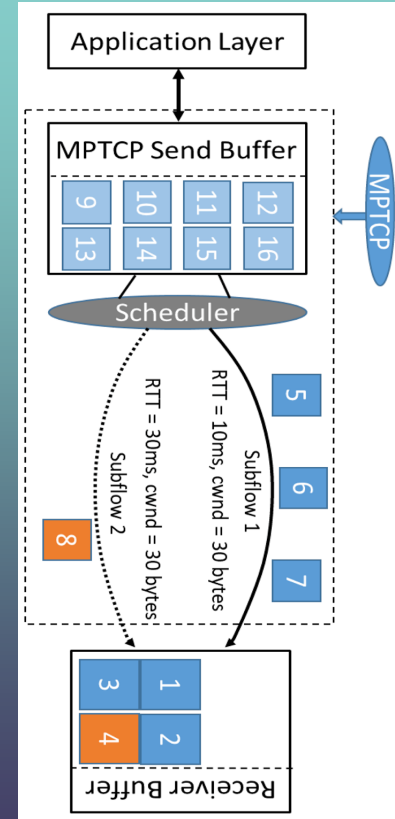 Application Layer
MPTCP
MPTCP Send Buffer
9 10 11 12
13 14 15 16
Scheduler
5
6
7
Subflow 1
RTT = 10ms, cwnd = 30 bytes
RTT = 30ms, cwnd = 30 bytes
Subflow 2
8
3 1
4 2
Receiver Buffer